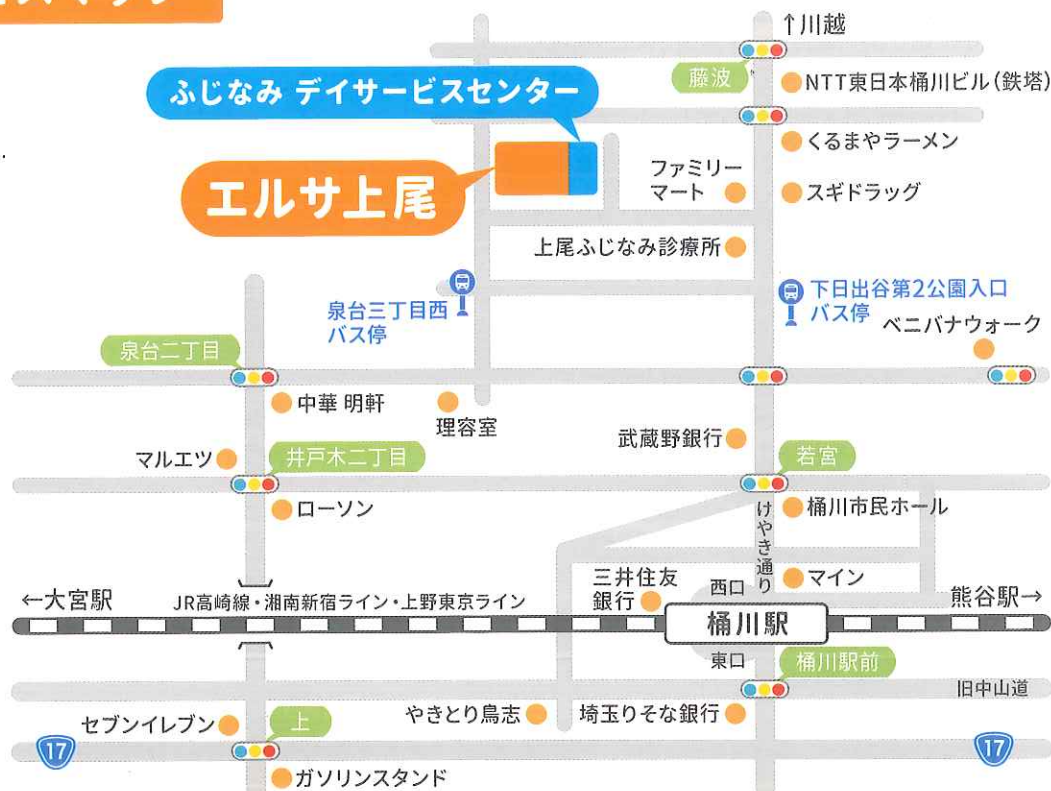 ↑川越
藤波
NTT東日本桶川ビル(鉄塔)
ふじなみ デイサービスセンター
くるまやラーメン
エルサ上尾
ファミリー
マート
スギドラッグ
上尾ふじなみ診療所
泉台三丁目西
バス停
下日出谷第2公園入口
バス停
ベニバナウォーク
泉台二丁目
中華 明軒
理容室
武蔵野銀行
マルエツ
井戸木二丁目
若宮
ローソン
桶川市民ホール
けやき通り
三井住友
銀行
西口
マイン
←大宮駅
JR高崎線・湘南新宿ライン・上野東京ライン
熊谷駅→
桶川駅
東口
桶川駅前
旧中山道
セブンイレブン
上
やきとり鳥志
埼玉りそな銀行
17
17
ガソリンスタンド